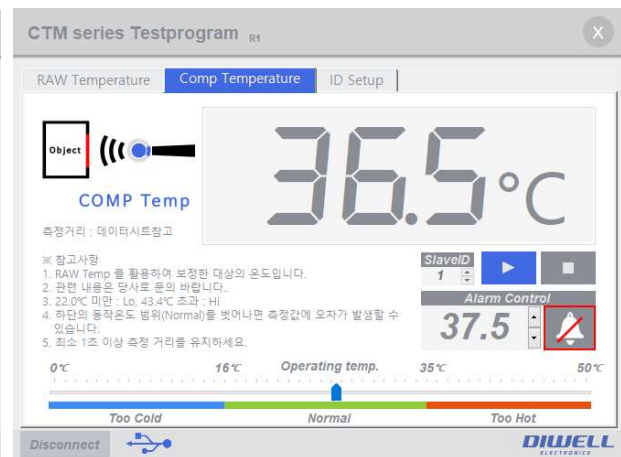 CTM series Testprogram R1
X
RAW Temperature Comp Temperature ID Setup
Object
36.5℃
COMP Temp
측정거리 : 데이터시트참고
※ 참고사항
1. RAW Temp 를 활용하여 보정한 대상의 온도입니다.
2. 관련 내용은 당사로 문의 바랍니다..
3. 22.0℃ 미만 : Lo, 43.4℃ 초과 : Hi
4. 하단의 동작온도 범위(Normal)를 벗어나면 측정값에 오차가 발생할 수
있습니다.
5. 최소 1초 이상 측정 거리를 유지하세요.
SlaveID
1
Alarm Control
37.5
0℃ 16℃ Operating temp. 35℃ 50℃
Too Cold Normal Too Hot
Disconnect
DIWELL
ELECTRONICS